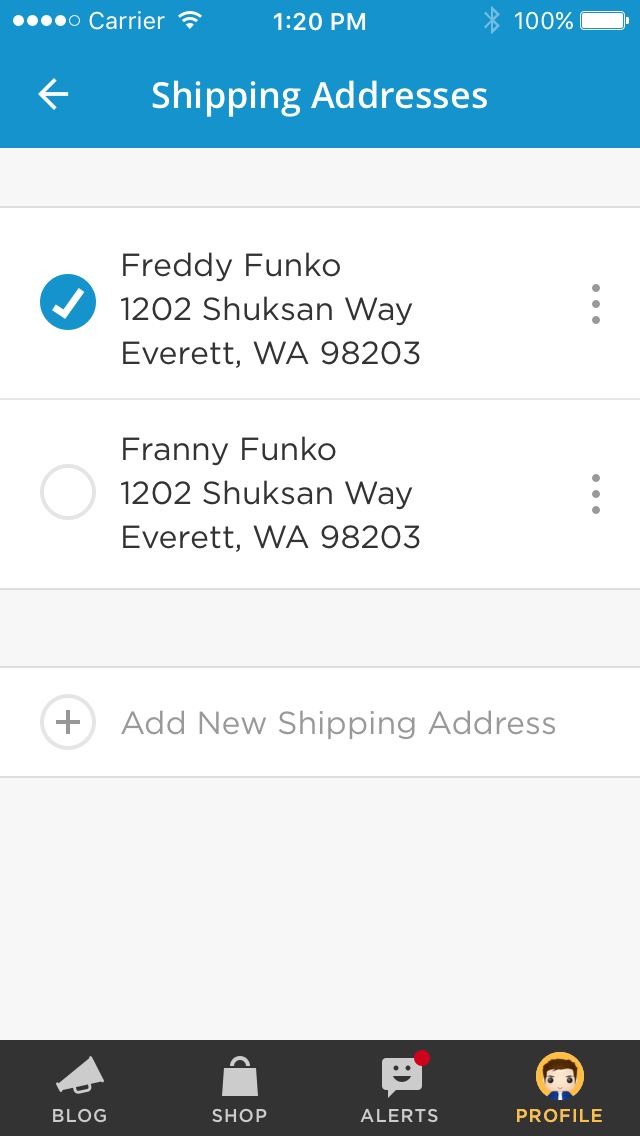 Carrier 1:20 PM 100%
Shipping Addresses
Freddy Funko
1202 Shuksan Way
Everett, WA 98203
Franny Funko
1202 Shuksan Way
Everett, WA 98203
Add New Shipping Address
BLOG SHOP ALERTS PROFILE